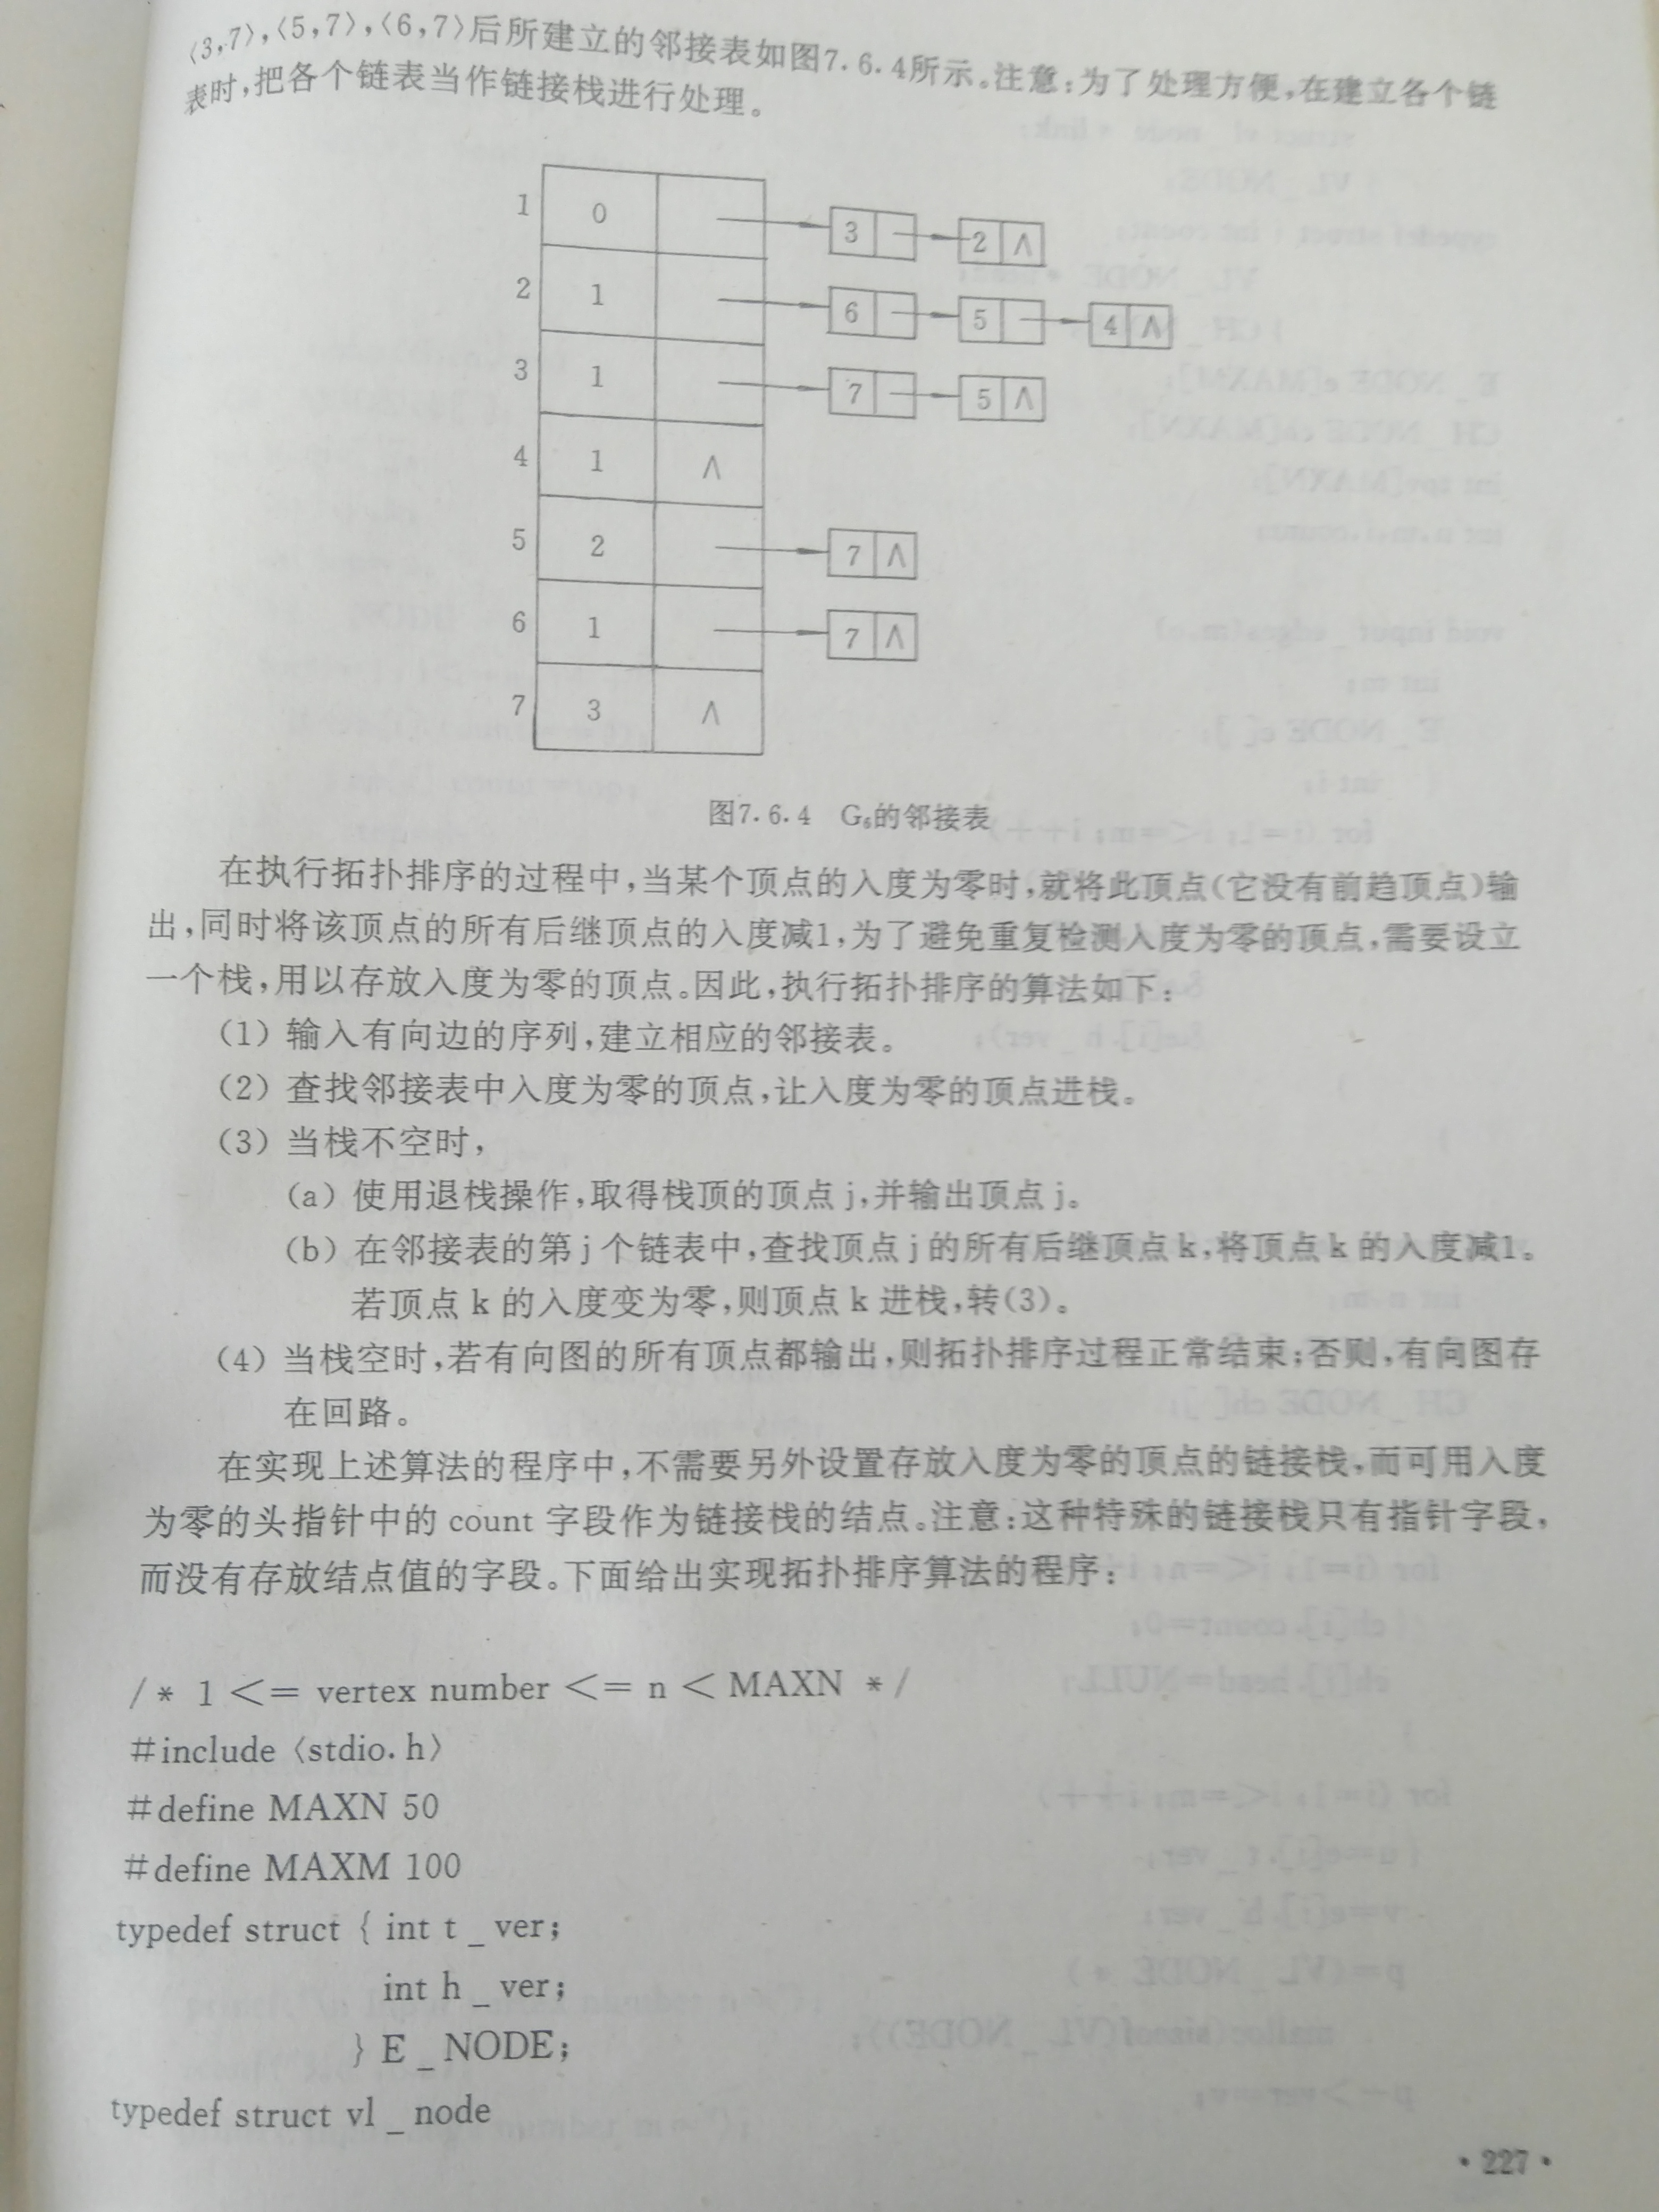 〈3,7〉,〈5,7〉,〈6,7〉后所建立的邻接表如图7.6.4所示。注意:为了处理方便,在建立各个链
表时,把各个链表当作链接栈进行处理。
1 0 3 2 ∧
2 1 6 5 4 ∧
3 1 7 5 ∧
4 1 ∧
5 2 7 ∧
6 1 7 ∧
7 3 ∧
图7.6.4 G₆的邻接表
在执行拓扑排序的过程中,当某个顶点的入度为零时,就将此顶点(它没有前趋顶点)输
出,同时将该顶点的所有后继顶点的入度减1,为了避免重复检测入度为零的顶点,需要设立
一个栈,用以存放入度为零的顶点。因此,执行拓扑排序的算法如下:
(1) 输入有向边的序列,建立相应的邻接表。
(2) 查找邻接表中入度为零的顶点,让入度为零的顶点进栈。
(3) 当栈不空时,
(a) 使用退栈操作,取得栈顶的顶点 j,并输出顶点 j。
(b) 在邻接表的第 j 个链表中,查找顶点 j 的所有后继顶点 k,将顶点 k 的入度减1。
若顶点 k 的入度变为零,则顶点 k 进栈,转(3)。
(4) 当栈空时,若有向图的所有顶点都输出,则拓扑排序过程正常结束;否则,有向图存
在回路。
在实现上述算法的程序中,不需要另外设置存放入度为零的顶点的链接栈,而可用入度
为零的头指针中的 count 字段作为链接栈的结点。注意:这种特殊的链接栈只有指针字段,
而没有存放结点值的字段。下面给出实现拓扑排序算法的程序:
/* 1 <= vertex number <= n < MAXN */
#include 〈stdio.h〉
#define MAXN 50
#define MAXM 100
typedef struct { int t_ver;
int h_ver;
} E_NODE;
typedef struct vl_node
·227·